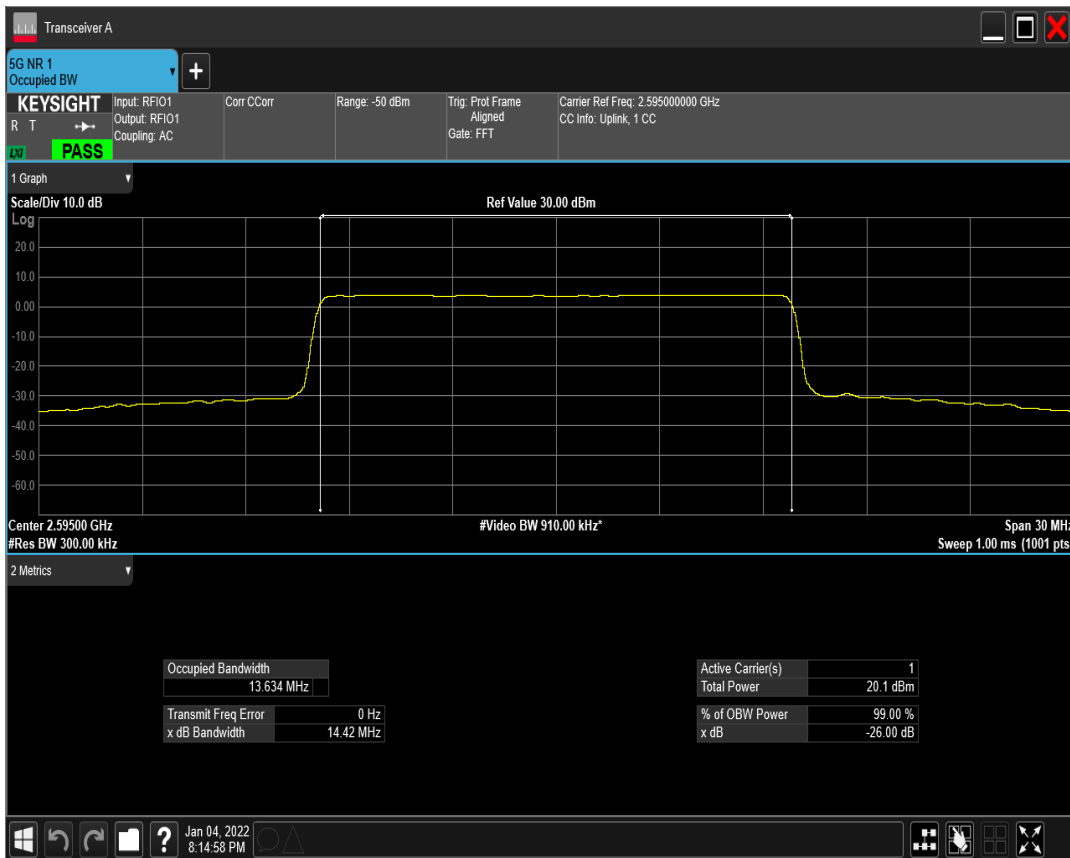 Transceiver A
5G NR 1
Occupied BW
KEYSIGHT
R T
LXI
PASS
Input: RFIO1
Output: RFIO1
Coupling: AC
Corr CCorr
Range: -50 dBm
Trig: Prot Frame
Aligned
Gate: FFT
Carrier Ref Freq: 2.595000000 GHz
CC Info: Uplink, 1 CC
1 Graph
Scale/Div 10.0 dB
Ref Value 30.00 dBm
Log
20.0
10.0
0.00
-10.0
-20.0
-30.0
-40.0
-50.0
-60.0
Center 2.59500 GHz
#Video BW 910.00 kHz*
Span 30 MHz
#Res BW 300.00 kHz
Sweep 1.00 ms (1001 pts
2 Metrics
Occupied Bandwidth
13.634 MHz
Transmit Freq Error 0 Hz
x dB Bandwidth 14.42 MHz
Active Carrier(s) 1
Total Power 20.1 dBm
% of OBW Power 99.00 %
x dB -26.00 dB
?
Jan 04, 2022
8:14:58 PM